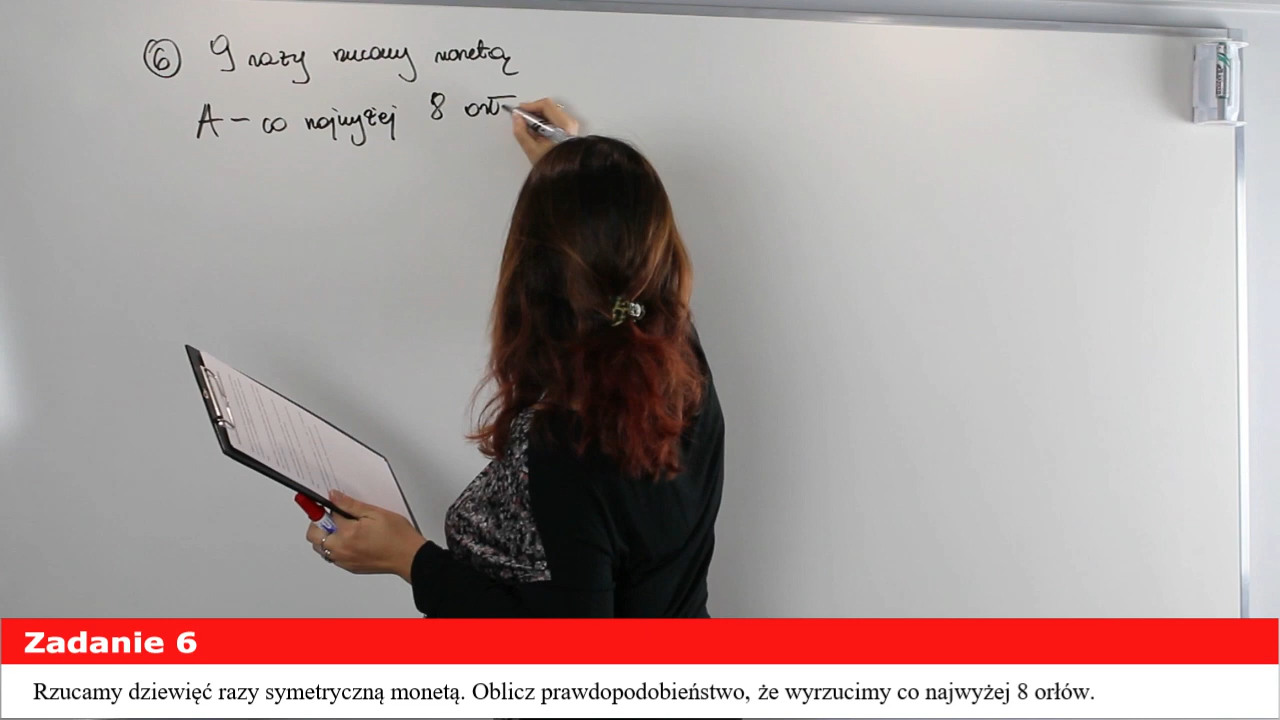 ⑥ 9 razy rzucamy monetą
A - co najwyżej 8 orł
Zadanie 6
Rzucamy dziewięć razy symetryczną monetą. Oblicz prawdopodobieństwo, że wyrzucimy co najwyżej 8 orłów.